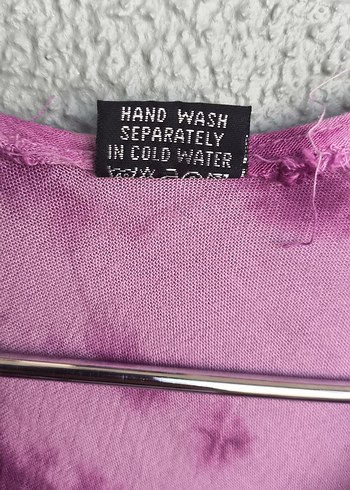 HAND WASH
SEPARATELY
IN COLD WATER